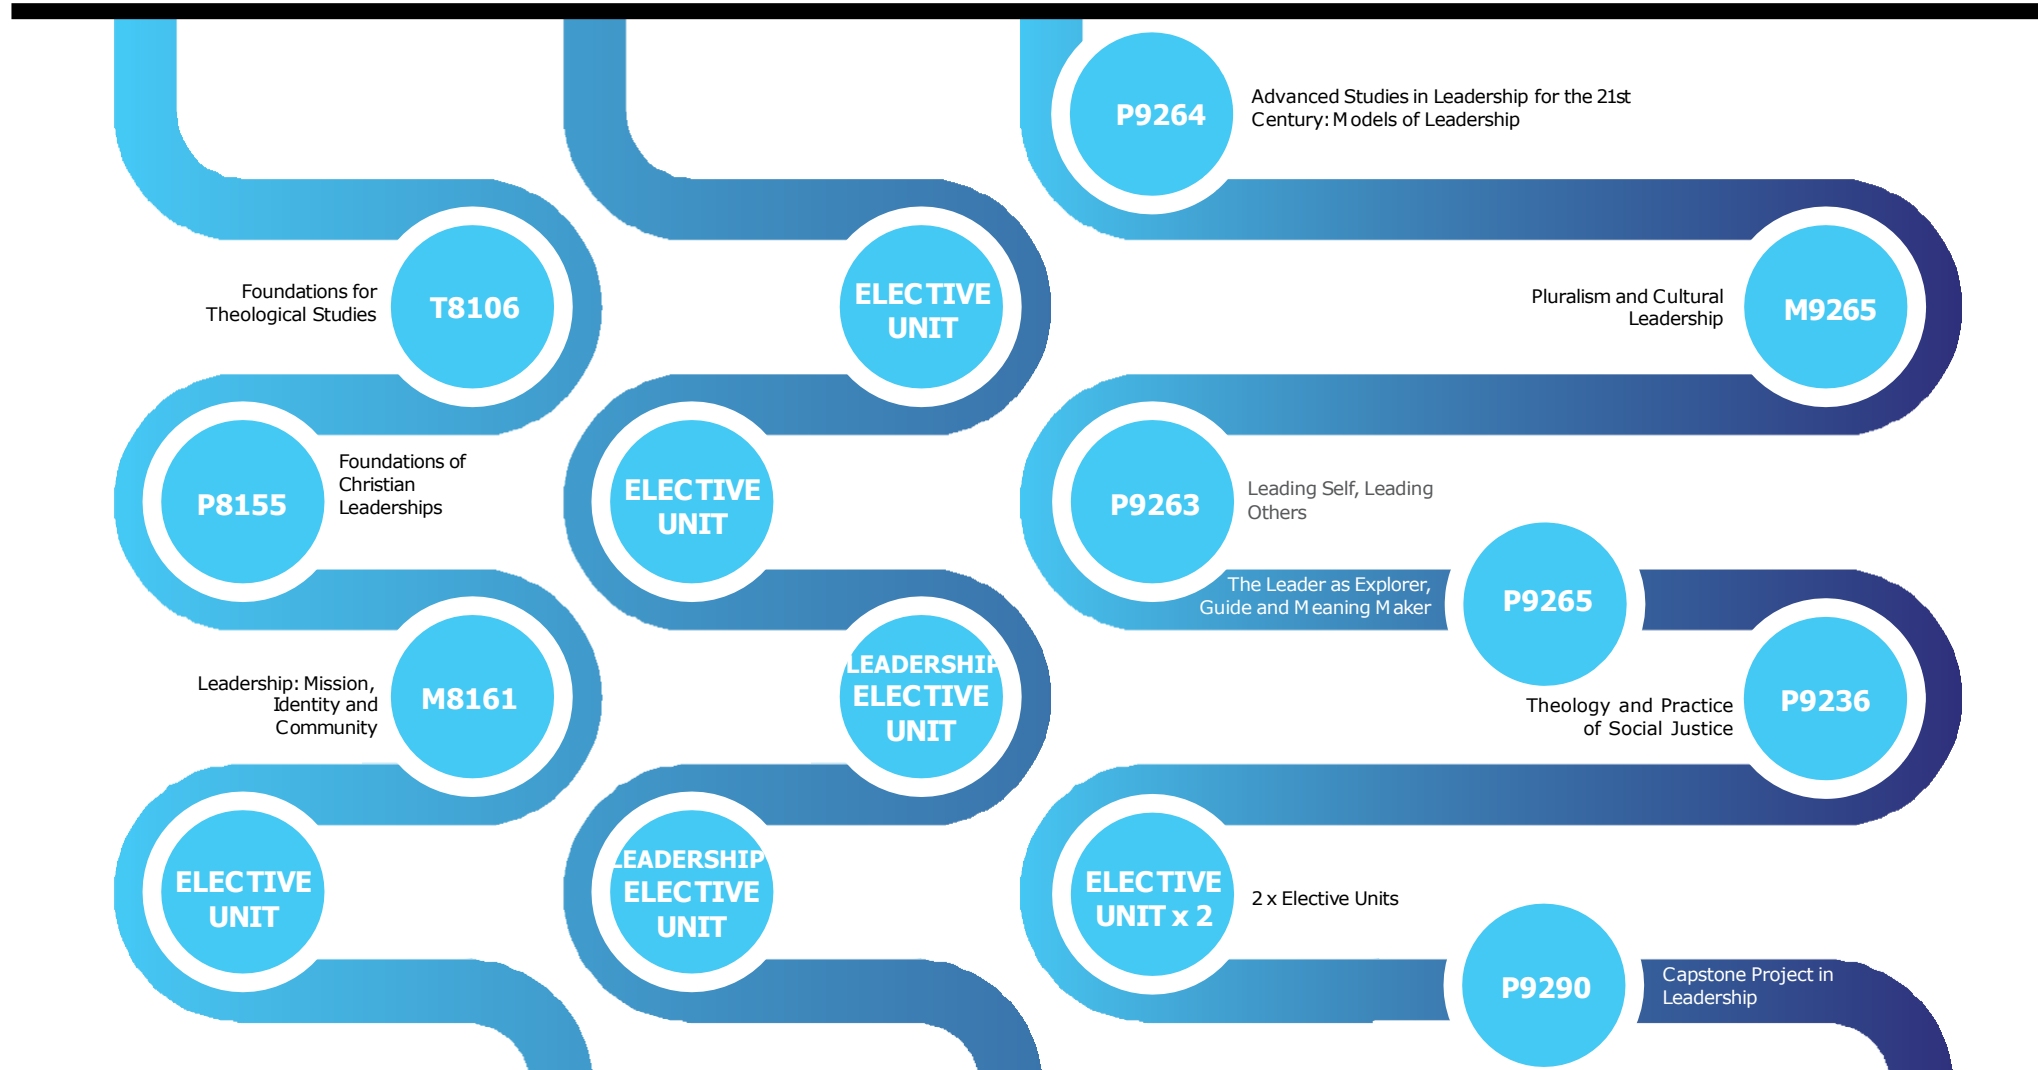 T8106
Foundations for
Theological Studies
P8155
Foundations of
Christian
Leaderships
M8161
Leadership: Mission,
Identity and
Community
ELECTIVE
UNIT
ELECTIVE
UNIT
ELECTIVE
UNIT
LEADERSHIP
ELECTIVE
UNIT
LEADERSHIP
ELECTIVE
UNIT
P9264
Advanced Studies in Leadership for the 21st
Century: Models of Leadership
Pluralism and Cultural
Leadership
M9265
P9263
Leading Self, Leading
Others
The Leader as Explorer,
Guide and Meaning Maker
P9265
Theology and Practice
of Social Justice
P9236
ELECTIVE
UNIT x 2
2 x Elective Units
P9290
Capstone Project in
Leadership